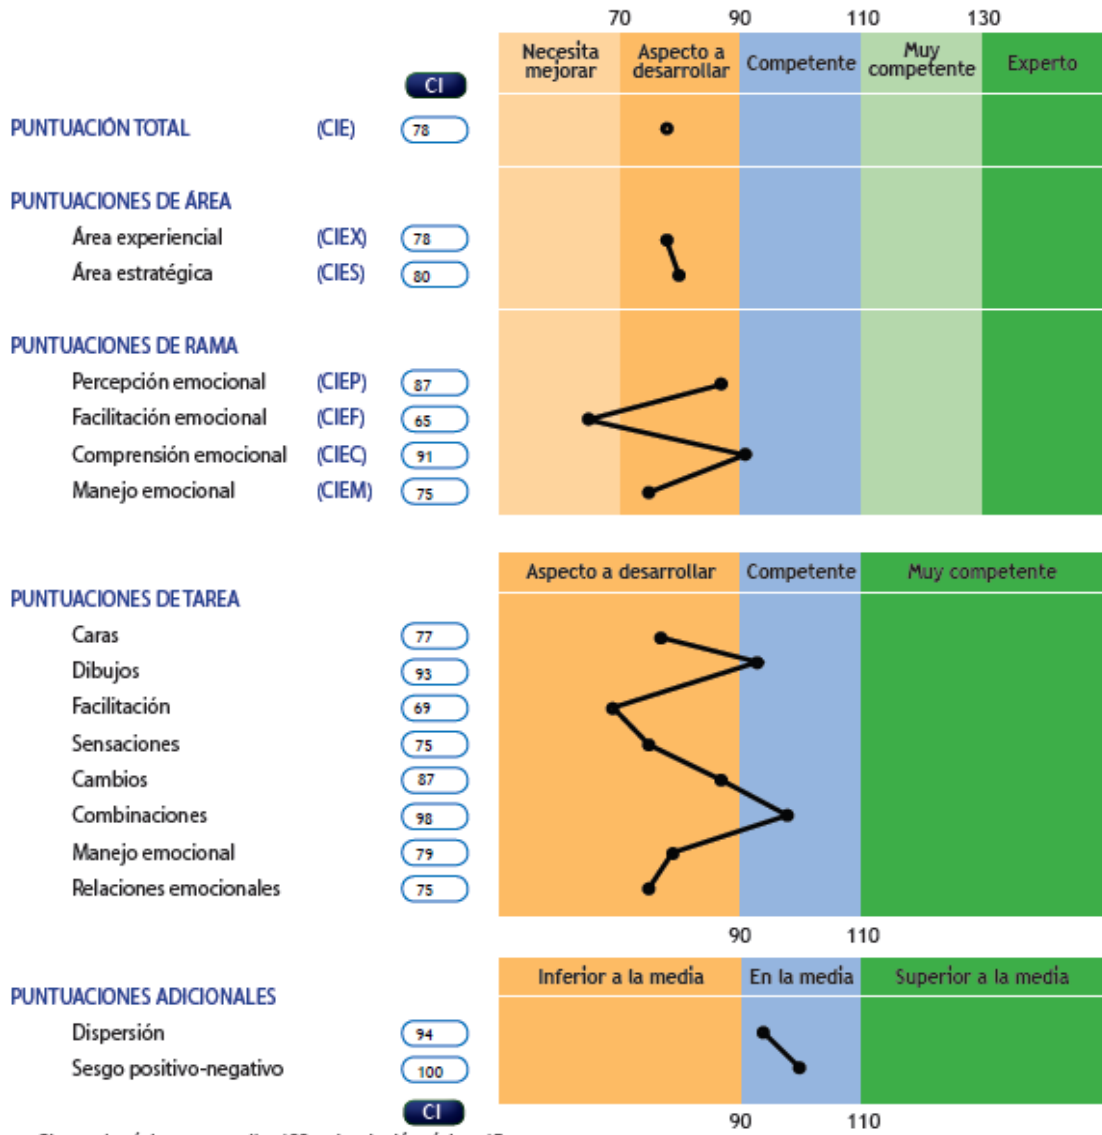 70 90 110 130
Necesita mejorar
Aspecto a desarrollar
Competente
Muy competente
Experto
CI
PUNTUACIÓN TOTAL (CIE) 78
PUNTUACIONES DE ÁREA
Área experiencial (CIEX) 78
Área estratégica (CIES) 80
PUNTUACIONES DE RAMA
Percepción emocional (CIEP) 87
Facilitación emocional (CIEF) 65
Comprensión emocional (CIEC) 91
Manejo emocional (CIEM) 75
Aspecto a desarrollar Competente Muy competente
PUNTUACIONES DE TAREA
Caras 77
Dibujos 93
Facilitación 69
Sensaciones 75
Cambios 87
Combinaciones 98
Manejo emocional 79
Relaciones emocionales 75
90 110
Inferior a la media En la media Superior a la media
PUNTUACIONES ADICIONALES
Dispersión 94
Sesgo positivo-negativo 100
CI
90 110